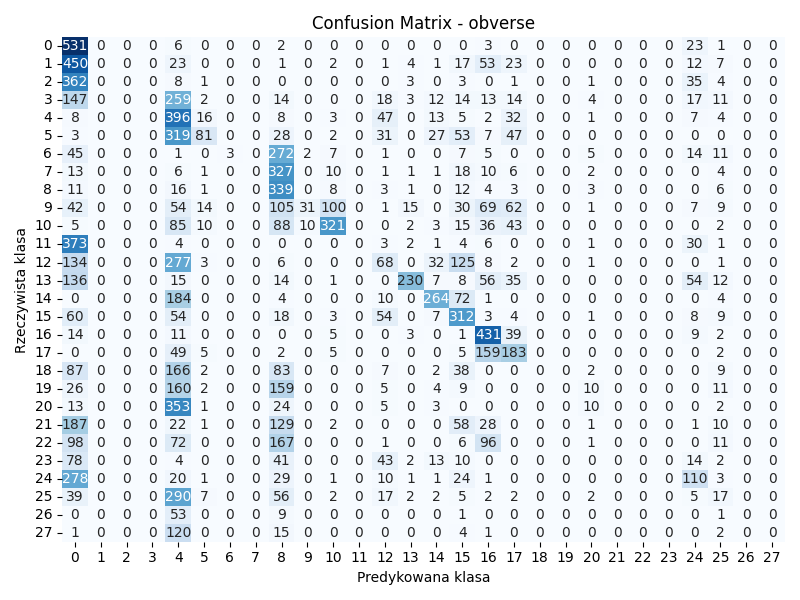 Confusion Matrix - obverse
Rzeczywista klasa
0 531 0 0 0 6 0 0 0 2 0 0 0 0 0 0 0 3 0 0 0 0 0 0 0 23 1 0 0
1 450 0 0 0 23 0 0 0 1 0 2 0 1 4 1 17 53 23 0 0 0 0 0 0 12 7 0 0
2 362 0 0 0 8 1 0 0 0 0 0 0 0 3 0 3 0 1 0 0 1 0 0 0 35 4 0 0
3 147 0 0 0 259 2 0 0 14 0 0 0 18 3 12 14 13 14 0 0 4 0 0 0 17 11 0 0
4 8 0 0 0 396 16 0 0 8 0 3 0 47 0 13 5 2 32 0 0 1 0 0 0 7 4 0 0
5 3 0 0 0 319 81 0 0 28 0 2 0 31 0 27 53 7 47 0 0 0 0 0 0 0 0 0 0
6 45 0 0 0 1 0 3 0 272 2 7 0 1 0 0 7 5 0 0 0 5 0 0 0 14 11 0 0
7 13 0 0 0 6 1 0 0 327 0 10 0 1 1 1 18 10 6 0 0 2 0 0 0 0 4 0 0
8 11 0 0 0 16 1 0 0 339 0 8 0 3 1 0 12 4 3 0 0 3 0 0 0 0 6 0 0
9 42 0 0 0 54 14 0 0 105 31 100 0 1 15 0 30 69 62 0 0 1 0 0 0 7 9 0 0
10 5 0 0 0 85 10 0 0 88 10 321 0 0 2 3 15 36 43 0 0 0 0 0 0 0 2 0 0
11 373 0 0 0 4 0 0 0 0 0 0 0 3 2 1 4 6 0 0 0 1 0 0 0 30 1 0 0
12 134 0 0 0 277 3 0 0 6 0 0 0 68 0 32 125 8 2 0 0 1 0 0 0 0 1 0 0
13 136 0 0 0 15 0 0 0 14 0 1 0 0 230 7 8 56 35 0 0 0 0 0 0 54 12 0 0
14 0 0 0 0 184 0 0 0 4 0 0 0 10 0 264 72 1 0 0 0 0 0 0 0 0 4 0 0
15 60 0 0 0 54 0 0 0 18 0 3 0 54 0 7 312 3 4 0 0 1 0 0 0 8 9 0 0
16 14 0 0 0 11 0 0 0 0 0 5 0 0 3 0 1 431 39 0 0 0 0 0 0 9 2 0 0
17 0 0 0 0 49 5 0 0 2 0 5 0 0 0 0 5 159 183 0 0 0 0 0 0 0 2 0 0
18 87 0 0 0 166 2 0 0 83 0 0 0 7 0 2 38 0 0 0 0 2 0 0 0 0 9 0 0
19 26 0 0 0 160 2 0 0 159 0 0 0 5 0 4 9 0 0 0 0 10 0 0 0 0 11 0 0
20 13 0 0 0 353 1 0 0 24 0 0 0 5 0 3 0 0 0 0 0 10 0 0 0 0 2 0 0
21 187 0 0 0 22 1 0 0 129 0 2 0 0 0 0 58 28 0 0 0 1 0 0 0 1 10 0 0
22 98 0 0 0 72 0 0 0 167 0 0 0 1 0 0 6 96 0 0 0 1 0 0 0 0 11 0 0
23 78 0 0 0 4 0 0 0 41 0 0 0 43 2 13 10 0 0 0 0 0 0 0 0 14 2 0 0
24 278 0 0 0 20 1 0 0 29 0 1 0 10 1 1 24 1 0 0 0 0 0 0 0 110 3 0 0
25 39 0 0 0 290 7 0 0 56 0 2 0 17 2 2 5 2 2 0 0 2 0 0 0 5 17 0 0
26 0 0 0 0 53 0 0 0 9 0 0 0 0 0 0 1 0 0 0 0 0 0 0 0 0 1 0 0
27 1 0 0 0 120 0 0 0 15 0 0 0 0 0 0 4 1 0 0 0 0 0 0 0 0 2 0 0
0 1 2 3 4 5 6 7 8 9 10 11 12 13 14 15 16 17 18 19 20 21 22 23 24 25 26 27
Predykowana klasa